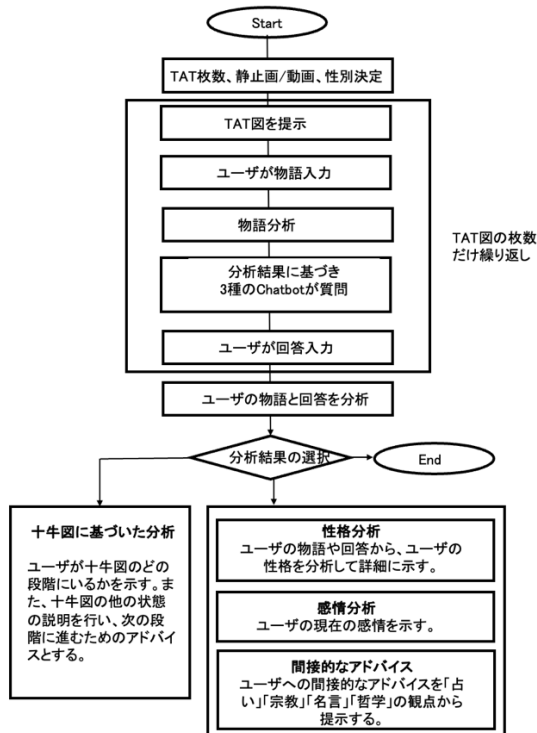 Start
TAT枚数、静止画/動画、性別決定
TAT図を提示
ユーザが物語入力
物語分析
分析結果に基づき
3種のChatbotが質問
ユーザが回答入力
TAT図の枚数
だけ繰り返し
ユーザの物語と回答を分析
分析結果の選択
End
十牛図に基づいた分析
ユーザが十牛図のどの
段階にいるかを示す。ま
た、十牛図の他の状態
の説明を行い、次の段
階に進むためのアドバイ
スとする。
性格分析
ユーザの物語や回答から、ユーザの
性格を分析して詳細に示す。
感情分析
ユーザの現在の感情を示す。
間接的なアドバイス
ユーザへの間接的なアドバイスを「占
い」「宗教」「名言」「哲学」の観点から
提示する。